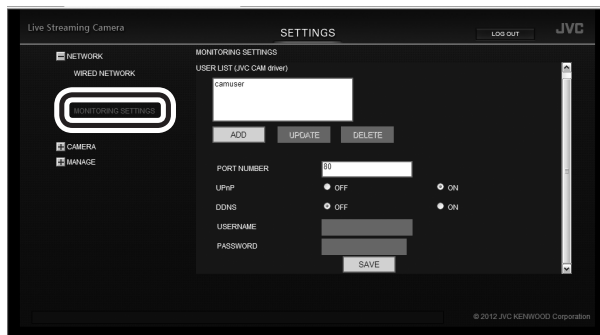 Live Streaming Camera
SETTINGS
LOG OUT
JVC
NETWORK
WIRED NETWORK
MONITORING SETTINGS
CAMERA
MANAGE
MONITORING SETTINGS
USER LIST (JVC CAM driver)
camuser
ADD UPDATE DELETE
PORT NUMBER 80
UPnP OFF ON
DDNS OFF ON
USERNAME
PASSWORD
SAVE
© 2012 JVC KENWOOD Corporation